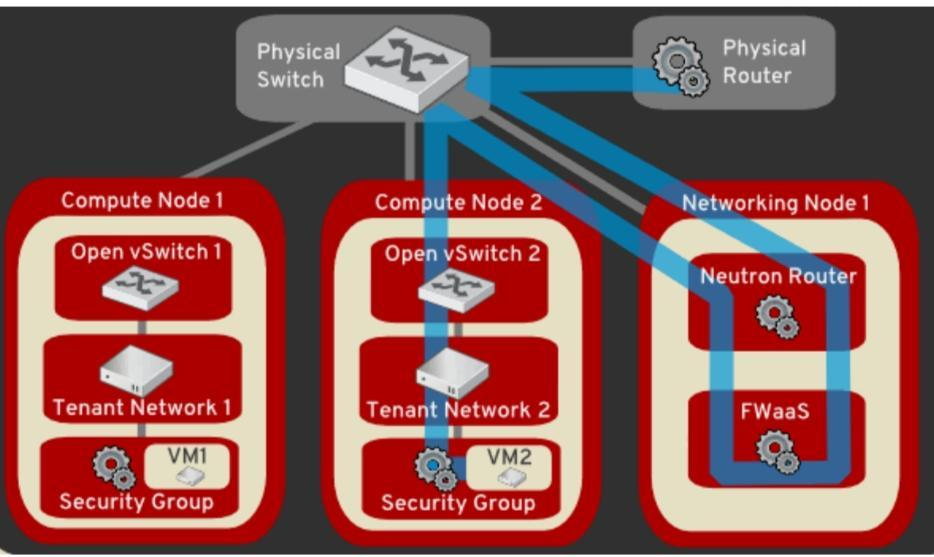 Physical
Switch
Physical
Router
Compute Node 1
Open vSwitch 1
Tenant Network 1
VM1
Security Group
Compute Node 2
Open vSwitch 2
Tenant Network 2
VM2
Security Group
Networking Node 1
Neutron Router
FWaaS